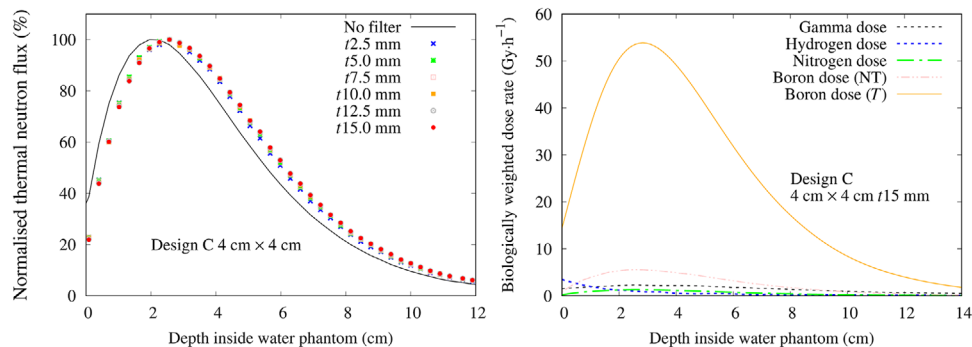 Normalised thermal neutron flux (%)
100
80
60
40
20
0
No filter
t2.5 mm
t5.0 mm
t7.5 mm
t10.0 mm
t12.5 mm
t15.0 mm
Design C 4 cm × 4 cm
0 2 4 6 8 10 12
Depth inside water phantom (cm)
Biologically weighted dose rate (Gy·h⁻¹)
60
50
40
30
20
10
0
Gamma dose
Hydrogen dose
Nitrogen dose
Boron dose (NT)
Boron dose (T)
Design C
4 cm × 4 cm t15 mm
0 2 4 6 8 10 12 14
Depth inside water phantom (cm)